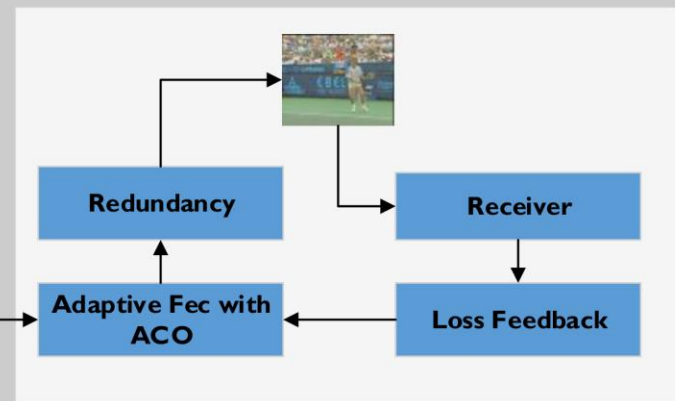 Redundancy
Receiver
Adaptive Fec with
ACO
Loss Feedback